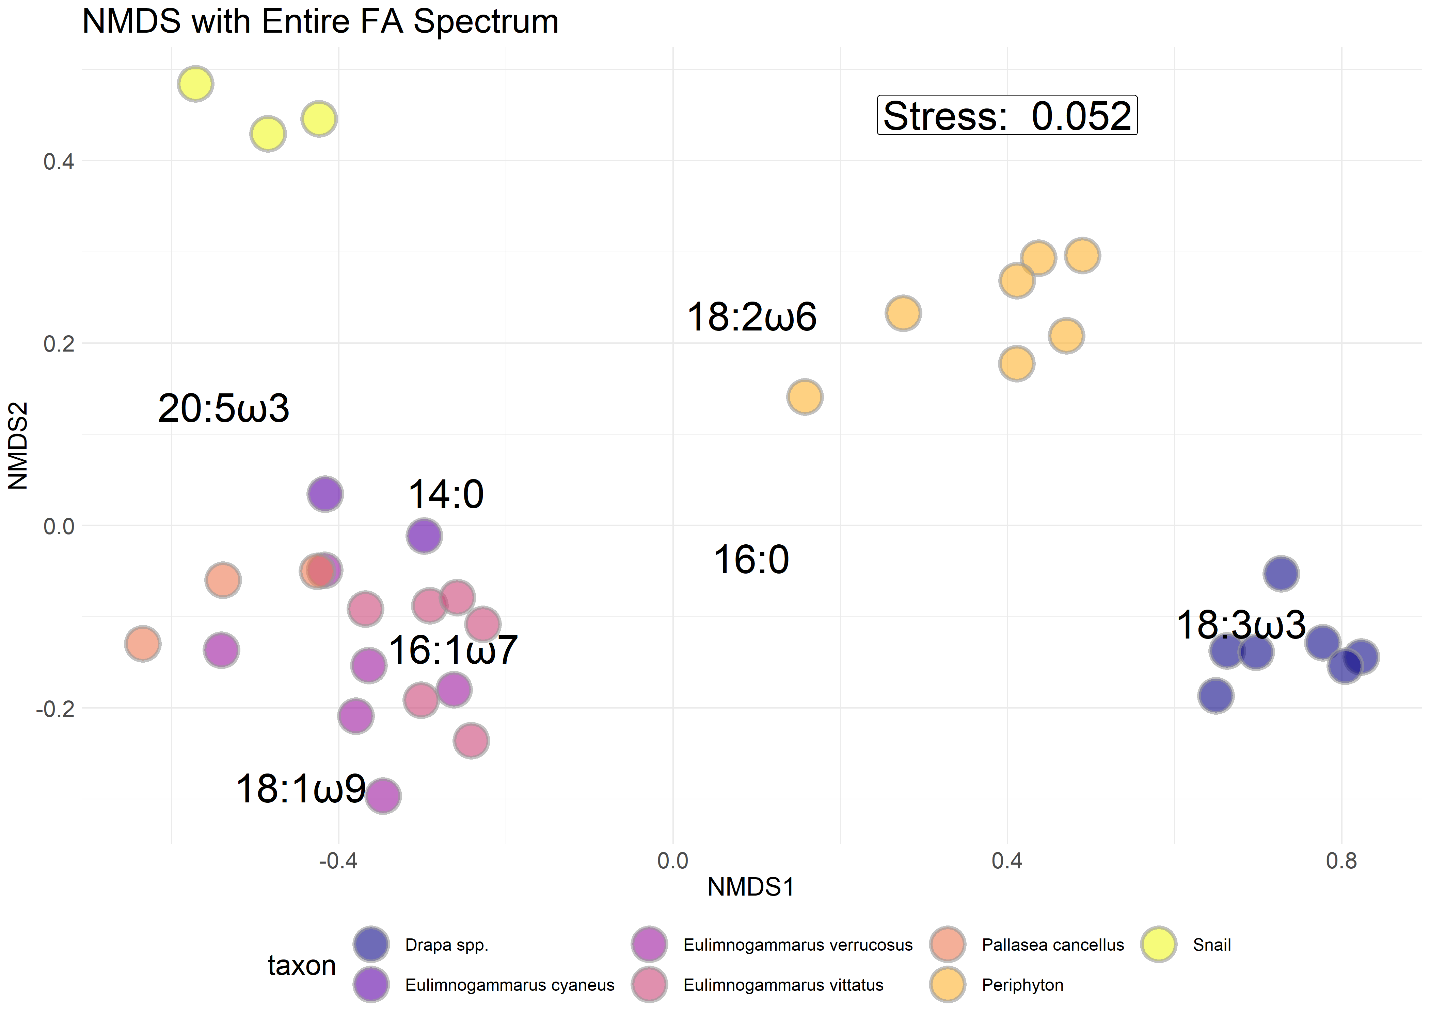 NMDS with Entire FA Spectrum
Stress: 0.052
0.4
18:2ω6
0.2
20:5ω3
NMDS2
14:0
0.0
16:0
18:3ω3
16:1ω7
-0.2
18:1ω9
-0.4 0.0 0.4 0.8
NMDS1
taxon
Drapa spp. Eulimnogammarus verrucosus Pallasea cancellus Snail
Eulimnogammarus cyaneus Eulimnogammarus vittatus Periphyton